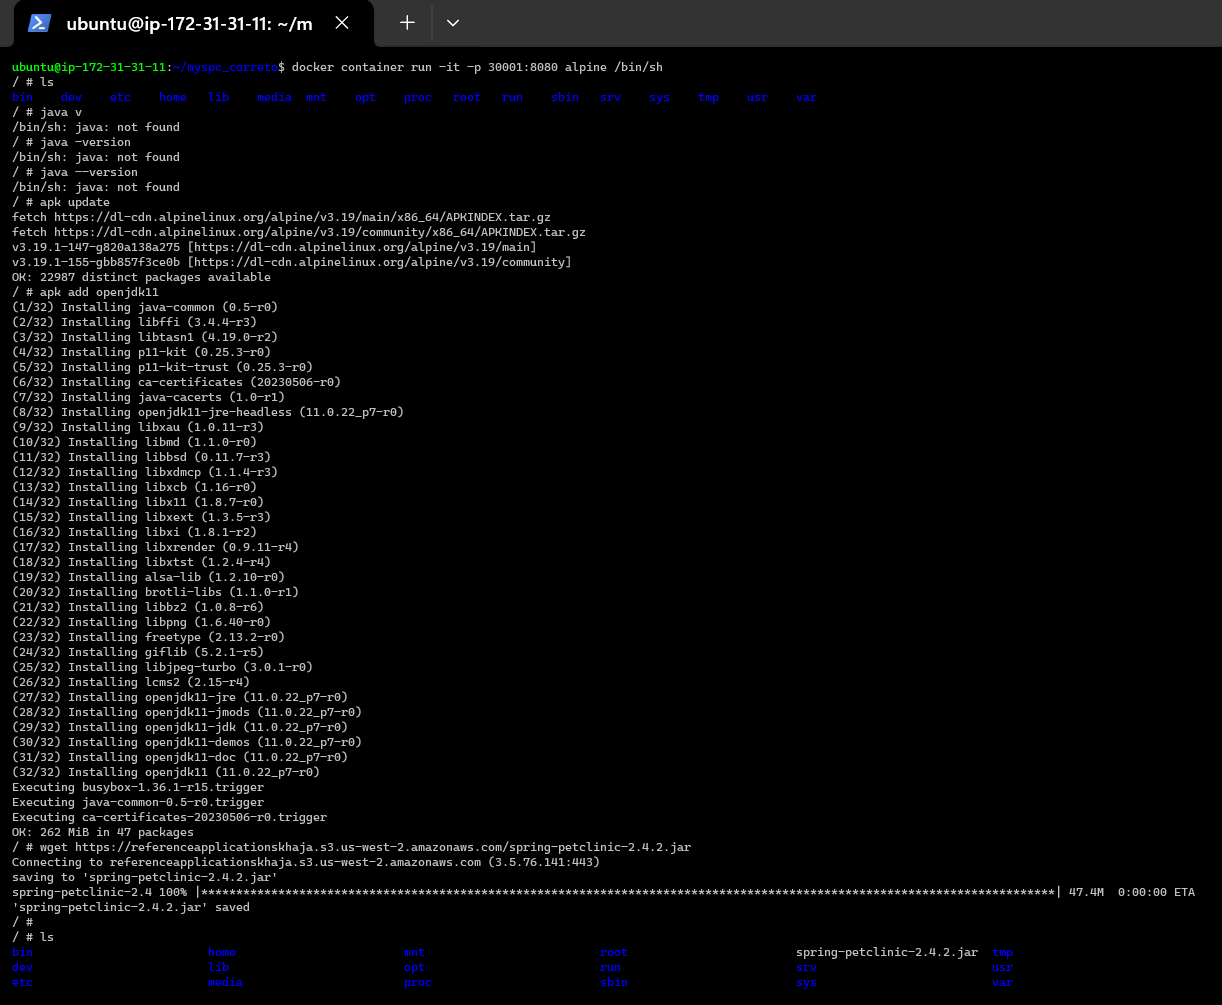 ubuntu@ip-172-31-31-11: ~/m
ubuntu@ip-172-31-31-11:~/myspc_correto$ docker container run -it -p 30001:8080 alpine /bin/sh
/ # ls
bin dev etc home lib media mnt opt proc root run sbin srv sys tmp usr var
/ # java v
/bin/sh: java: not found
/ # java -version
/bin/sh: java: not found
/ # java --version
/bin/sh: java: not found
/ # apk update
fetch https://dl-cdn.alpinelinux.org/alpine/v3.19/main/x86_64/APKINDEX.tar.gz
fetch https://dl-cdn.alpinelinux.org/alpine/v3.19/community/x86_64/APKINDEX.tar.gz
v3.19.1-147-g820a138a275 [https://dl-cdn.alpinelinux.org/alpine/v3.19/main]
v3.19.1-155-gbb857f3ce0b [https://dl-cdn.alpinelinux.org/alpine/v3.19/community]
OK: 22987 distinct packages available
/ # apk add openjdk11
(1/32) Installing java-common (0.5-r0)
(2/32) Installing libffi (3.4.4-r3)
(3/32) Installing libtasn1 (4.19.0-r2)
(4/32) Installing p11-kit (0.25.3-r0)
(5/32) Installing p11-kit-trust (0.25.3-r0)
(6/32) Installing ca-certificates (20230506-r0)
(7/32) Installing java-cacerts (1.0-r1)
(8/32) Installing openjdk11-jre-headless (11.0.22_p7-r0)
(9/32) Installing libxau (1.0.11-r3)
(10/32) Installing libmd (1.1.0-r0)
(11/32) Installing libbsd (0.11.7-r3)
(12/32) Installing libxdmcp (1.1.4-r3)
(13/32) Installing libxcb (1.16-r0)
(14/32) Installing libx11 (1.8.7-r0)
(15/32) Installing libxext (1.3.5-r3)
(16/32) Installing libxi (1.8.1-r2)
(17/32) Installing libxrender (0.9.11-r4)
(18/32) Installing libxtst (1.2.4-r4)
(19/32) Installing alsa-lib (1.2.10-r0)
(20/32) Installing brotli-libs (1.1.0-r1)
(21/32) Installing libbz2 (1.0.8-r6)
(22/32) Installing libpng (1.6.40-r0)
(23/32) Installing freetype (2.13.2-r0)
(24/32) Installing giflib (5.2.1-r5)
(25/32) Installing libjpeg-turbo (3.0.1-r0)
(26/32) Installing lcms2 (2.15-r4)
(27/32) Installing openjdk11-jre (11.0.22_p7-r0)
(28/32) Installing openjdk11-jmods (11.0.22_p7-r0)
(29/32) Installing openjdk11-jdk (11.0.22_p7-r0)
(30/32) Installing openjdk11-demos (11.0.22_p7-r0)
(31/32) Installing openjdk11-doc (11.0.22_p7-r0)
(32/32) Installing openjdk11 (11.0.22_p7-r0)
Executing busybox-1.36.1-r15.trigger
Executing java-common-0.5-r0.trigger
Executing ca-certificates-20230506-r0.trigger
OK: 262 MiB in 47 packages
/ # wget https://referenceapplicationskhaja.s3.us-west-2.amazonaws.com/spring-petclinic-2.4.2.jar
Connecting to referenceapplicationskhaja.s3.us-west-2.amazonaws.com (3.5.76.141:443)
saving to 'spring-petclinic-2.4.2.jar'
spring-petclinic-2.4 100% |**************************************************************************************************************************| 47.4M 0:00:00 ETA
'spring-petclinic-2.4.2.jar' saved
/ #
/ # ls
bin home mnt root spring-petclinic-2.4.2.jar tmp
dev lib opt run srv usr
etc media proc sbin sys var